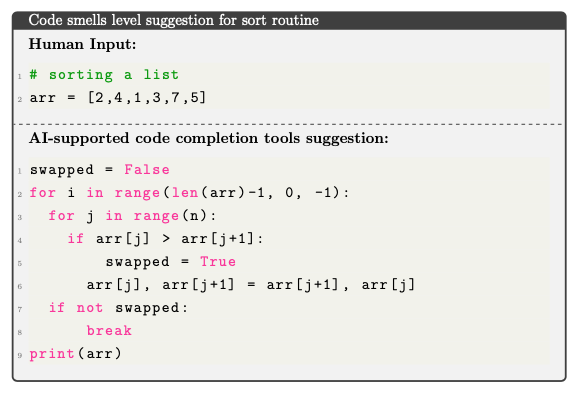 Code smells level suggestion for sort routine
Human Input:
1 # sorting a list
2 arr = [2,4,1,3,7,5]
AI-supported code completion tools suggestion:
1 swapped = False
2 for i in range(len(arr)-1, 0, -1):
3   for j in range(n):
4     if arr[j] > arr[j+1]:
5         swapped = True
6       arr[j], arr[j+1] = arr[j+1], arr[j]
7   if not swapped:
8       break
9 print(arr)